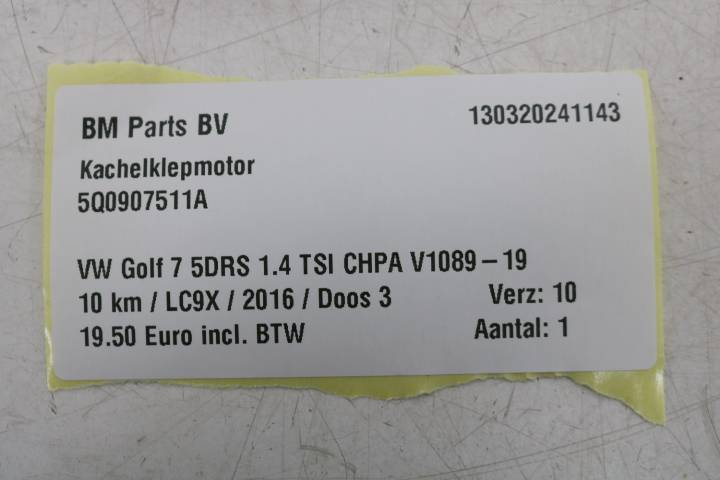 BM Parts BV 130320241143
Kachelklepmotor
5Q0907511A
VW Golf 7 5DRS 1.4 TSI CHPA V1089 – 19
10 km / LC9X / 2016 / Doos 3 Verz: 10
19.50 Euro incl. BTW Aantal: 1